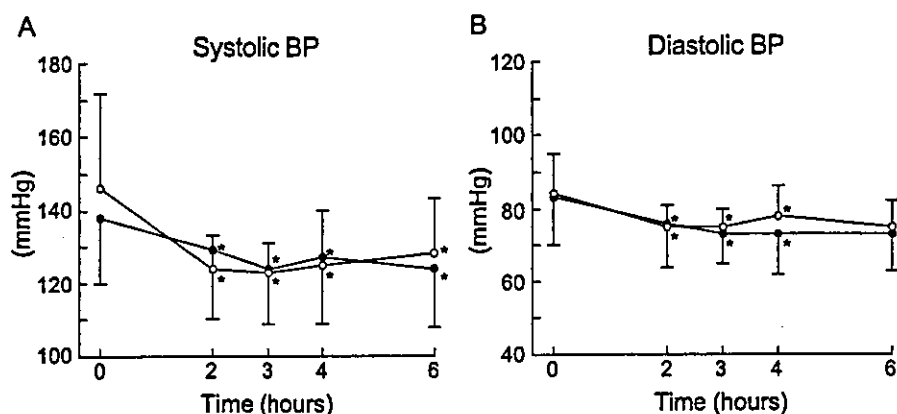 A
Systolic BP
180
160
140
120
100
(mmHg)
* * * *
* * * *
0 2 3 4 6
Time (hours)
B
Diastolic BP
120
100
80
60
40
(mmHg)
* * *
* * *
0 2 3 4 6
Time (hours)